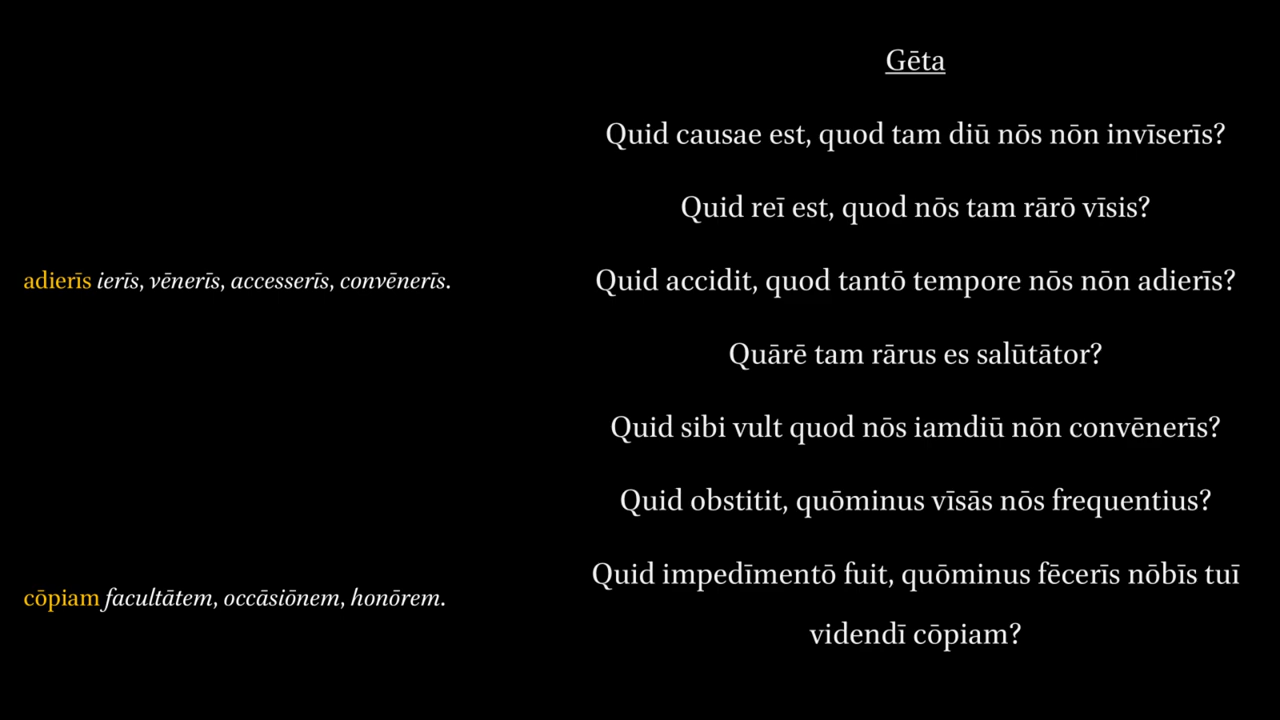 Gēta
Quid causae est, quod tam diū nōs nōn invīserīs?
Quid reī est, quod nōs tam rārō vīsis?
adierīs ierīs, vēnerīs, accesserīs, convēnerīs.
Quid accidit, quod tantō tempore nōs nōn adierīs?
Quārē tam rārus es salūtātor?
Quid sibi vult quod nōs iamdiū nōn convēnerīs?
Quid obstitit, quōminus vīsās nōs frequentius?
Quid impedīmentō fuit, quōminus fēcerīs nōbīs tuī
videndī cōpiam?
cōpiam facultātem, occāsiōnem, honōrem.